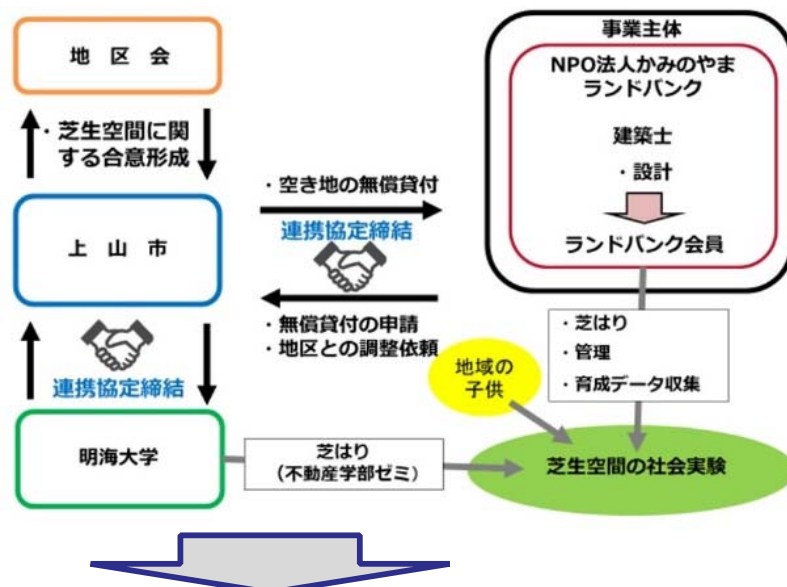 地区会
・芝生空間に関
する合意形成
上山市
連携協定締結
明海大学
・空き地の無償貸付
連携協定締結
・無償貸付の申請
・地区との調整依頼
事業主体
NPO法人かみのやま
ランドバンク
建築士
・設計
ランドバンク会員
・芝はり
・管理
・育成データ収集
地域の
子供
芝はり
(不動産学部ゼミ)
芝生空間の社会実験